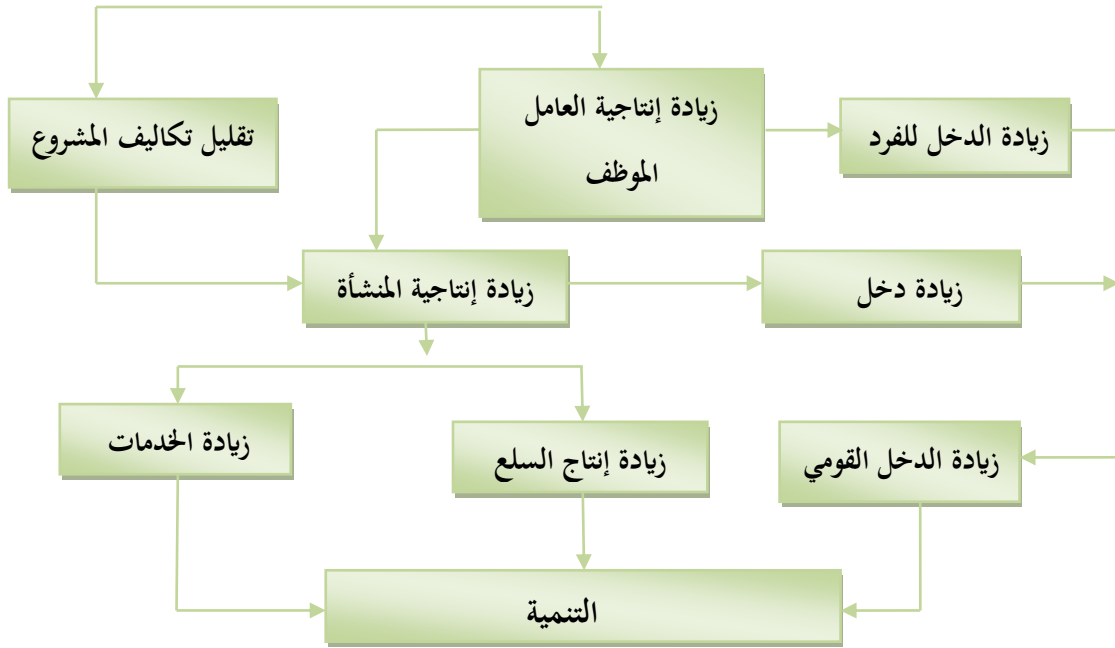 زيادة الدخل للفرد
زيادة إنتاجية العامل
الموظف
تقليل تكاليف المشروع
زيادة دخل
زيادة إنتاجية المنشأة
زيادة الدخل القومي
زيادة إنتاج السلع
زيادة الخدمات
التنمية